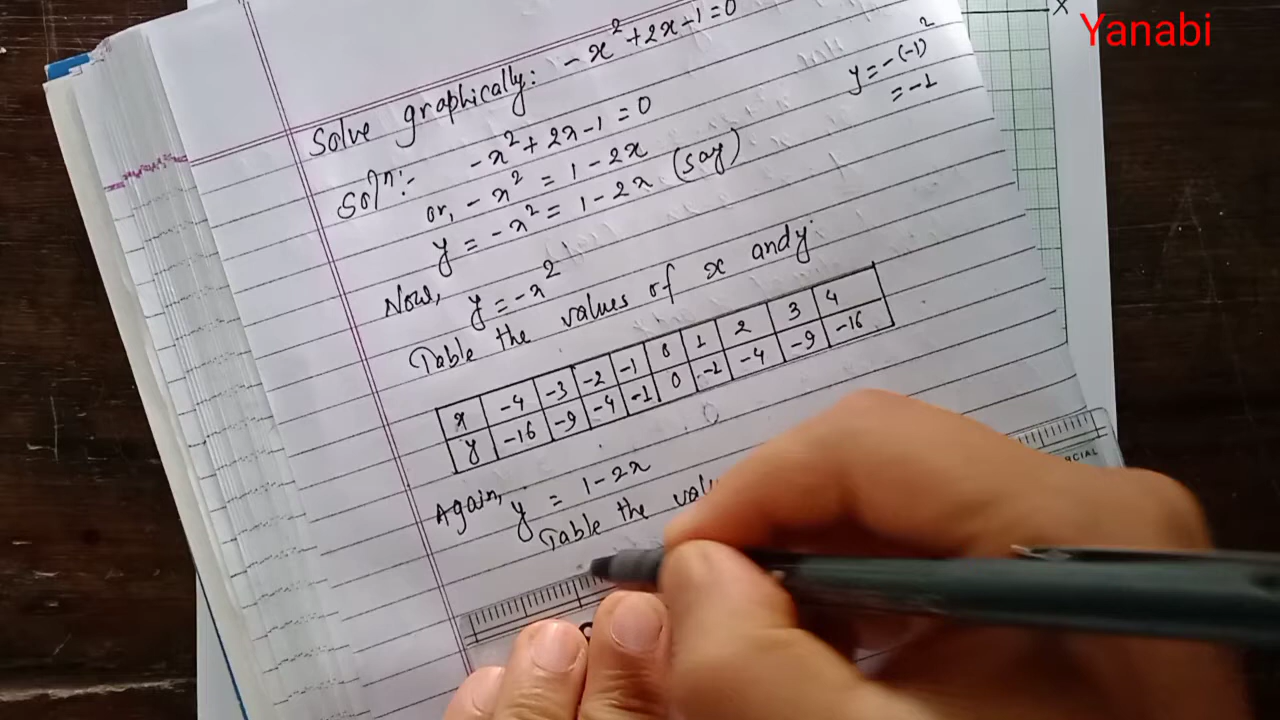 Yanabi
X
Solve graphically: -x² + 2x - 1 = 0
Solⁿ:- -x² + 2x - 1 = 0
or, -x² = 1 - 2x
y = -x² = 1 - 2x (say)
y = -(-1)²
= -1
Now, y = -x²
Table the values of x and y
x -4 -3 -2 -1 0 1 2 3 4
y -16 -9 -4 -1 0 -1 -4 -9 -16
Again, y = 1 - 2x
Table the